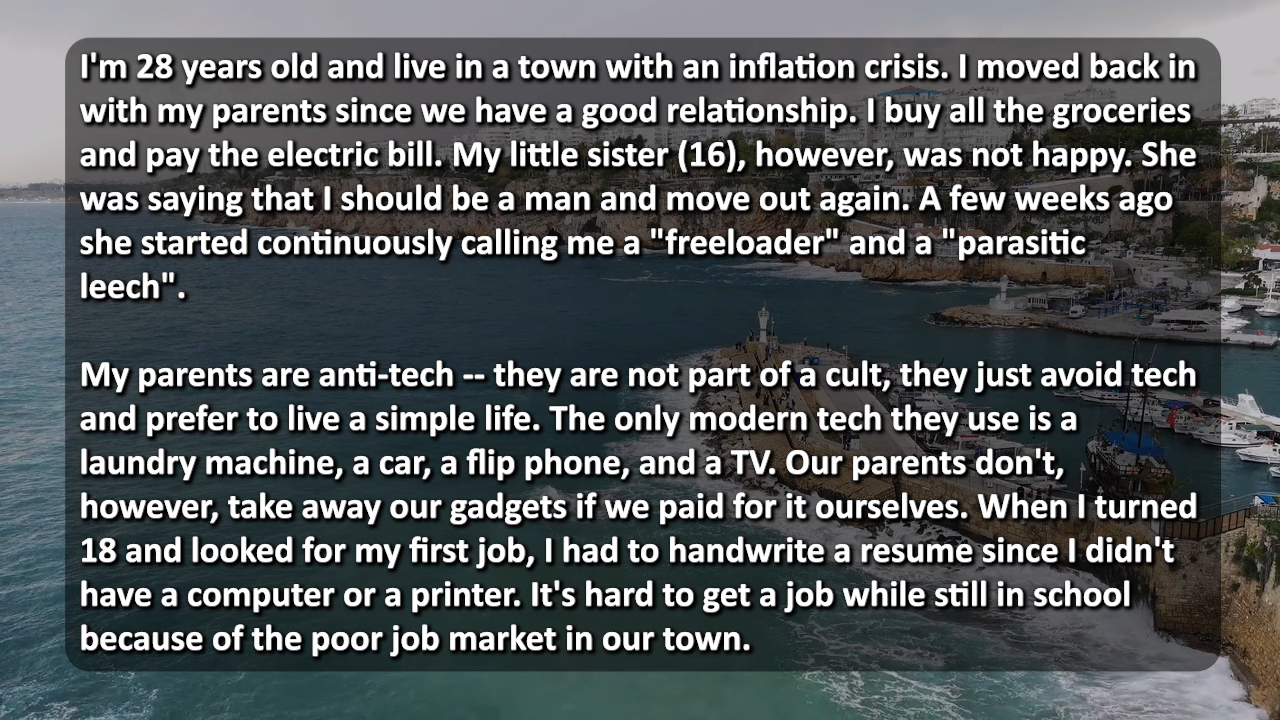 I'm 28 years old and live in a town with an inflation crisis. I moved back in
with my parents since we have a good relationship. I buy all the groceries
and pay the electric bill. My little sister (16), however, was not happy. She
was saying that I should be a man and move out again. A few weeks ago
she started continuously calling me a "freeloader" and a "parasitic
leech".
My parents are anti-tech -- they are not part of a cult, they just avoid tech
and prefer to live a simple life. The only modern tech they use is a
laundry machine, a car, a flip phone, and a TV. Our parents don't,
however, take away our gadgets if we paid for it ourselves. When I turned
18 and looked for my first job, I had to handwrite a resume since I didn't
have a computer or a printer. It's hard to get a job while still in school
because of the poor job market in our town.